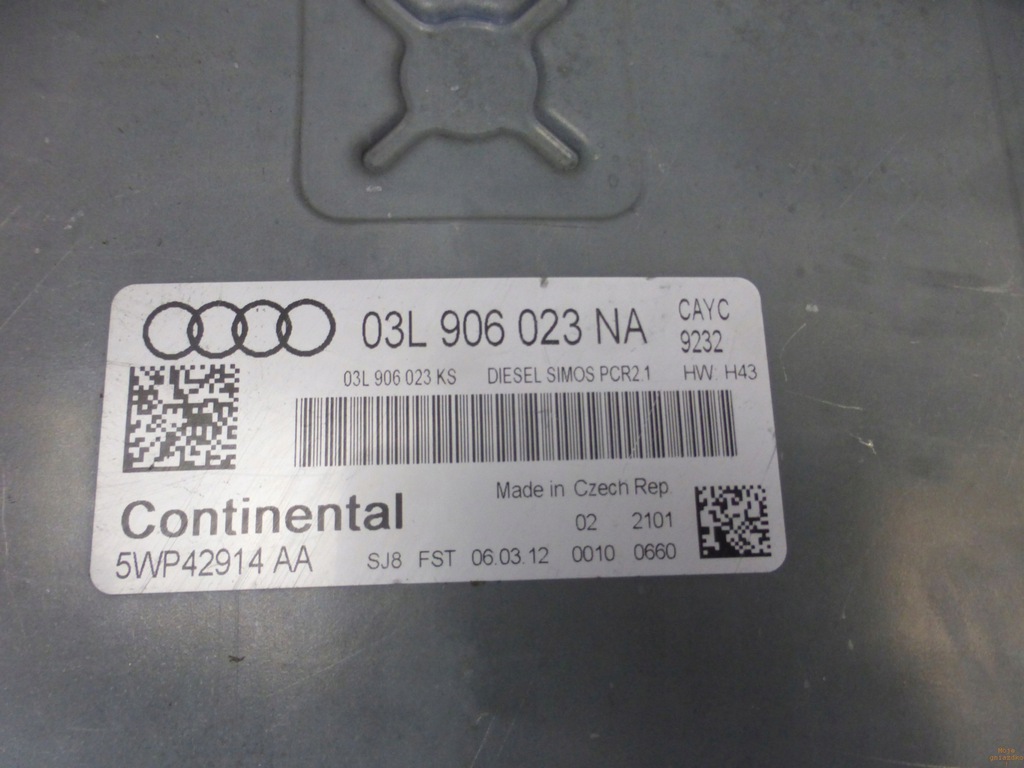 03L 906 023 NA CAYC
9232
03L 906 023 KS DIESEL SIMOS PCR2.1 HW: H43
Made in Czech Rep
Continental
02 2101
5WP42914 AA SJ8 FST 06.03.12 0010 0660